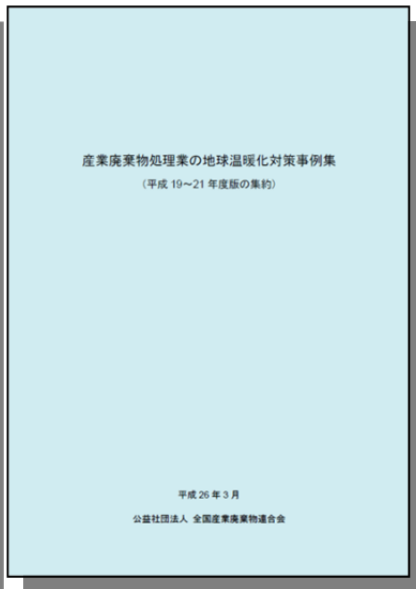 産業廃棄物処理業の地球温暖化対策事例集
（平成 19～21 年度版の集約）
平成 26 年 3 月
公益社団法人 全国産業廃棄物連合会